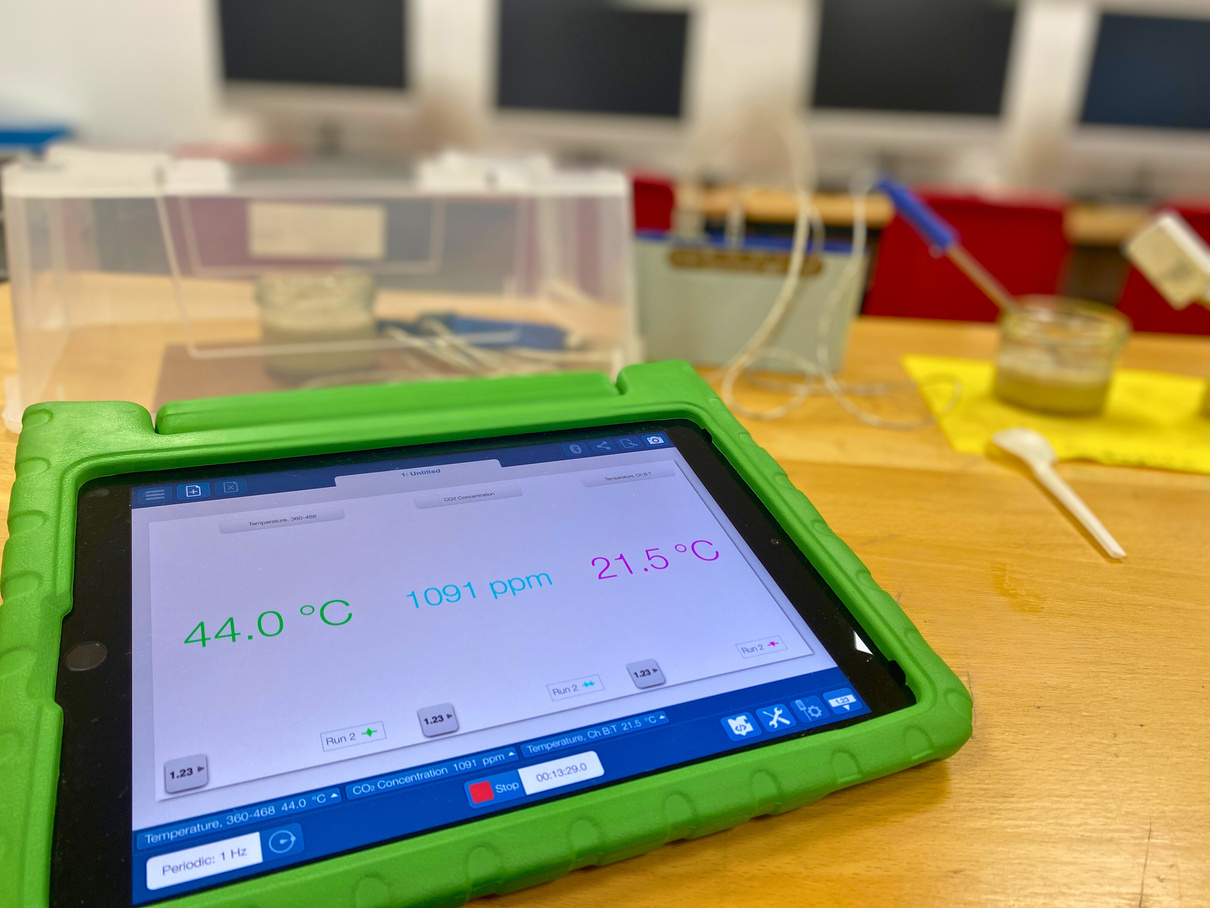 1: Untitled
Temperature, 360-468
CO2 Concentration
Temperature, Ch B:T
44.0 °C
1091 ppm
21.5 °C
1.23
Run 2
1.23
Run 2
1.23
Run 2
Temperature, 360-468 44.0 °C
CO₂ Concentration 1091 ppm
Temperature, Ch B:T 21.5 °C
Periodic: 1 Hz
Stop
00:13:29.0
1.23